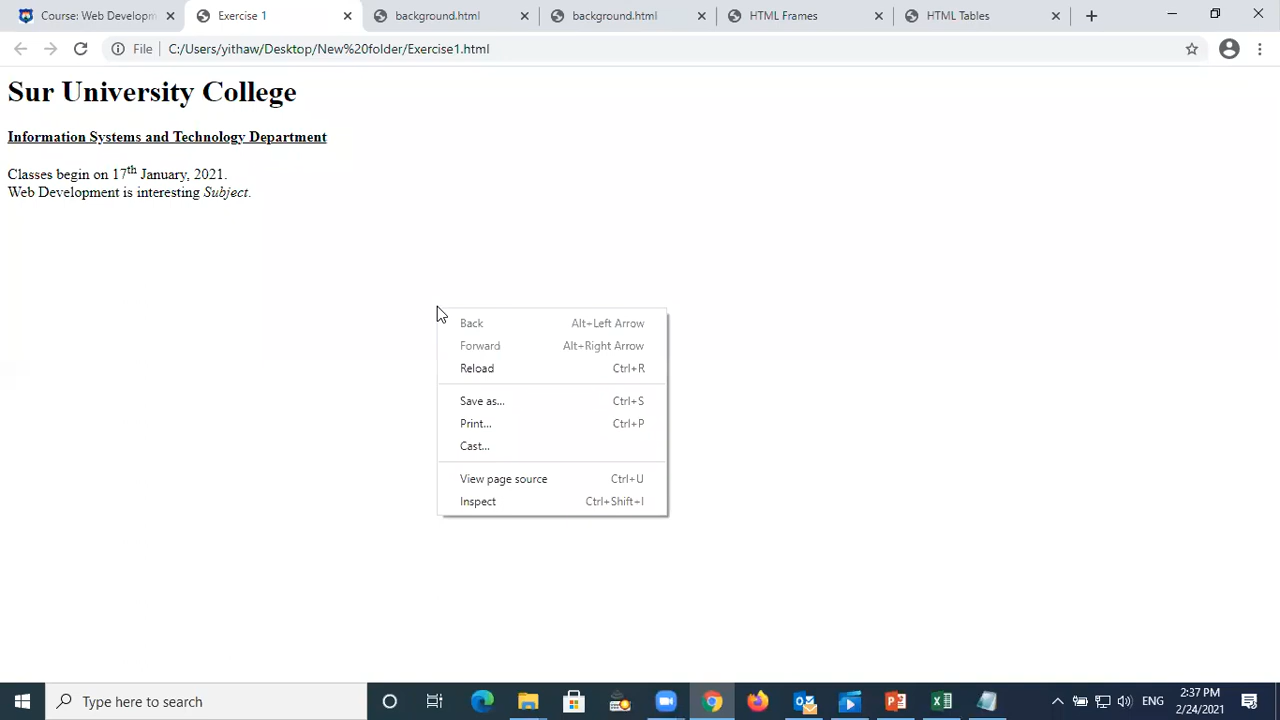 Course: Web Developm
Exercise 1
background.html
background.html
HTML Frames
HTML Tables
File
C:/Users/yithaw/Desktop/New%20folder/Exercise1.html
Sur University College
Information Systems and Technology Department
Classes begin on 17th January, 2021.
Web Development is interesting Subject.
Back Alt+Left Arrow
Forward Alt+Right Arrow
Reload Ctrl+R
Save as... Ctrl+S
Print... Ctrl+P
Cast...
View page source Ctrl+U
Inspect Ctrl+Shift+I
Type here to search
ENG
2:37 PM
2/24/2021